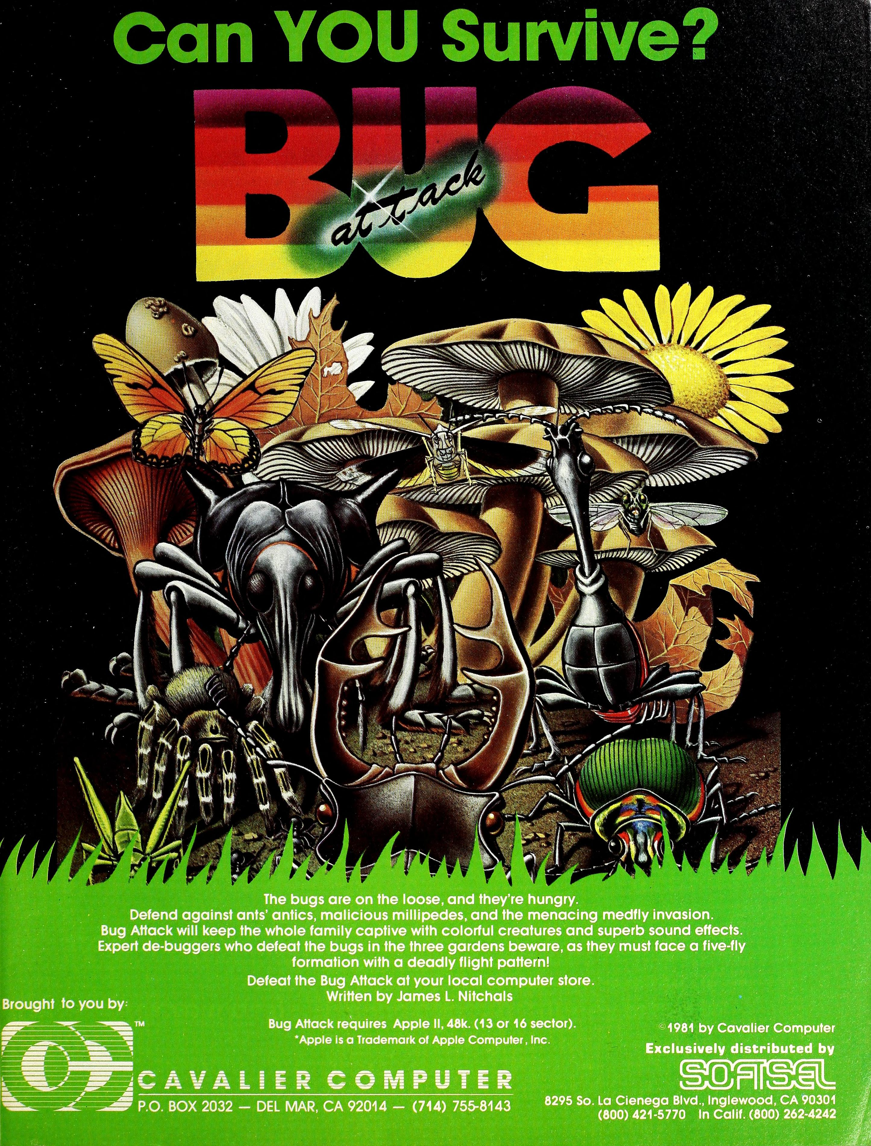 Can YOU Survive?
BUG
attack
The bugs are on the loose, and they're hungry.
Defend against ants' antics, malicious millipedes, and the menacing medfly invasion.
Bug Attack will keep the whole family captive with colorful creatures and superb sound effects.
Expert de-buggers who defeat the bugs in the three gardens beware, as they must face a five-fly
formation with a deadly flight pattern!
Defeat the Bug Attack at your local computer store.
Written by James L. Nitchals
Brought to you by:
Bug Attack requires Apple II, 48k. (13 or 16 sector).
*Apple is a Trademark of Apple Computer, Inc.
TM
CAVALIER COMPUTER
P.O. BOX 2032 — DEL MAR, CA 92014 — (714) 755-8143
©1981 by Cavalier Computer
Exclusively distributed by
SOFTSEL
8295 So. La Cienega Blvd., Inglewood, CA 90301
(800) 421-5770 In Calif. (800) 262-4242